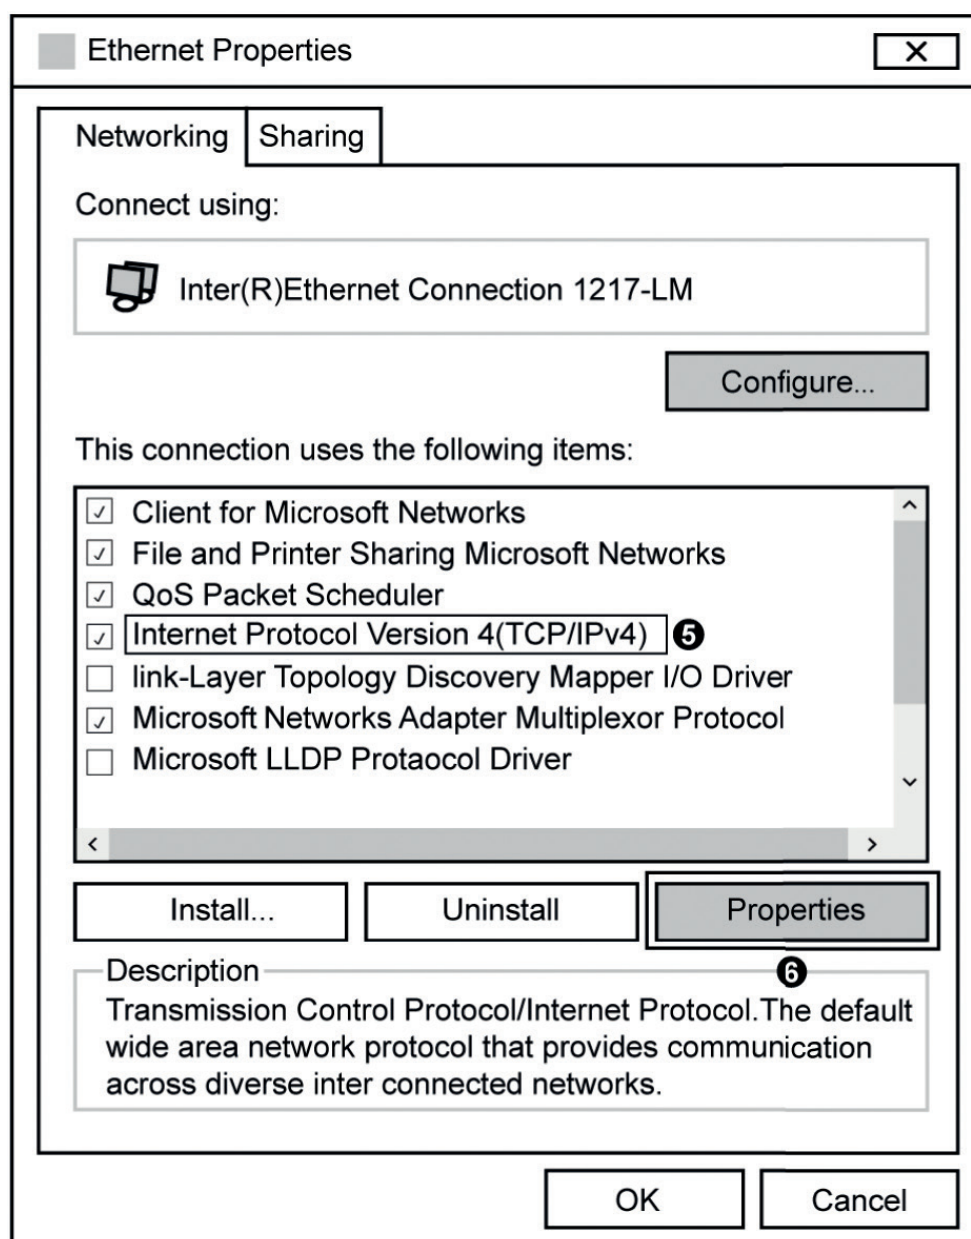 Ethernet Properties
X
Networking
Sharing
Connect using:
Inter(R)Ethernet Connection 1217-LM
Configure...
This connection uses the following items:
✓ Client for Microsoft Networks
✓ File and Printer Sharing Microsoft Networks
✓ QoS Packet Scheduler
✓ Internet Protocol Version 4(TCP/IPv4) ❺
link-Layer Topology Discovery Mapper I/O Driver
✓ Microsoft Networks Adapter Multiplexor Protocol
Microsoft LLDP Protaocol Driver
Install...
Uninstall
Properties
❻
Description
Transmission Control Protocol/Internet Protocol.The default
wide area network protocol that provides communication
across diverse inter connected networks.
OK
Cancel